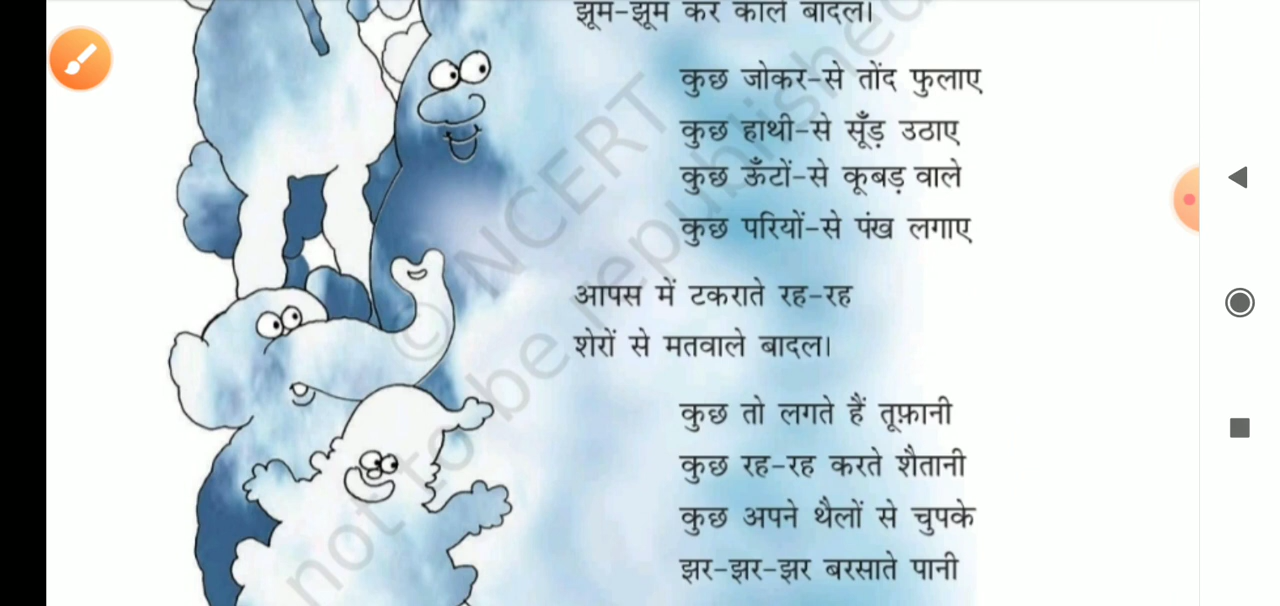 झूम-झूम कर काले बादल।
कुछ जोकर-से तोंद फुलाए
कुछ हाथी-से सूँड़ उठाए
कुछ ऊँटों-से कूबड़ वाले
कुछ परियों-से पंख लगाए
आपस में टकराते रह-रह
शेरों से मतवाले बादल।
कुछ तो लगते हैं तूफ़ानी
कुछ रह-रह करते शैतानी
कुछ अपने थैलों से चुपके
झर-झर-झर बरसाते पानी
© NCERT
not to be republished